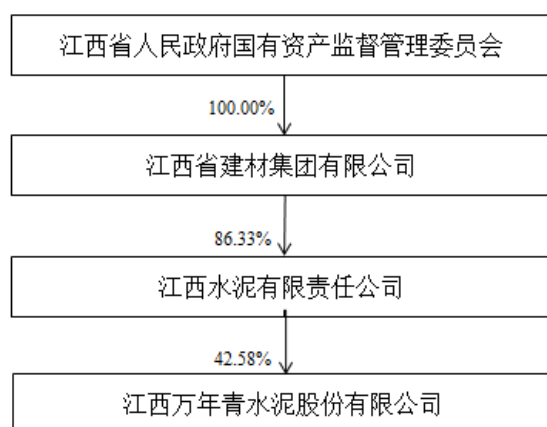 江西省人民政府国有资产监督管理委员会
100.00%
江西省建材集团有限公司
86.33%
江西水泥有限责任公司
42.58%
江西万年青水泥股份有限公司